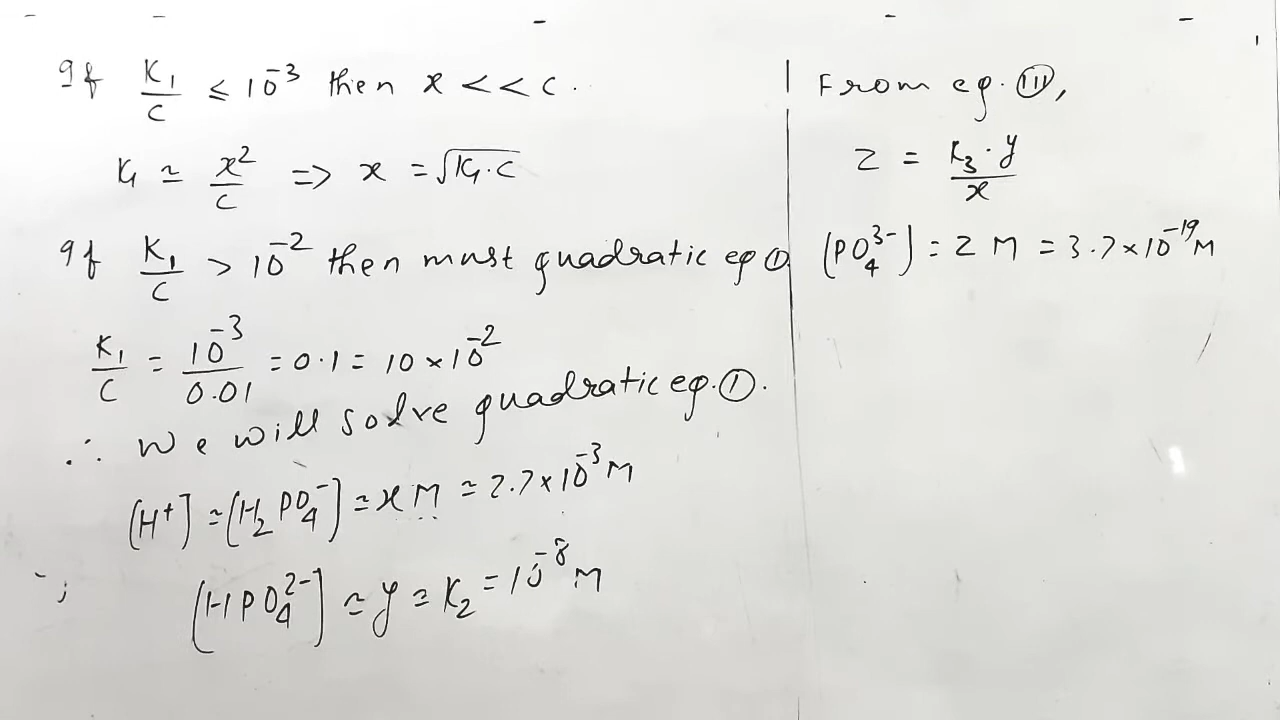 If K₁/C ≤ 10⁻³ then x << C.
K₁ ≃ x²/C => x = √K₁·C
If K₁/C > 10⁻² then must quadratic eq ①
K₁/C = 10⁻³/0.01 = 0.1 = 10 × 10⁻²
∴ We will solve quadratic eq. ①.
[H⁺] ≃ [H₂PO₄⁻] ≃ x M ≃ 2.7 × 10⁻³ M
[HPO₄²⁻] ≃ y ≃ K₂ = 10⁻⁸ M
From eq. Ⅲ,
z = K₃·y/x
[PO₄³⁻] = z M = 3.7 × 10⁻¹⁹ M